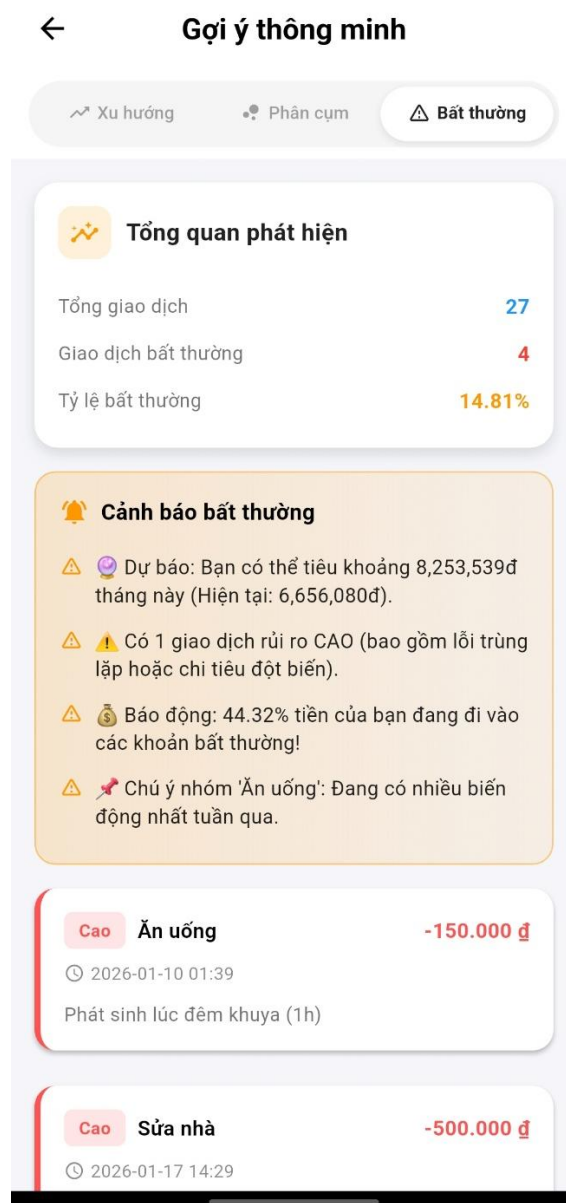 Gợi ý thông minh
Xu hướng
Phân cụm
Bất thường
Tổng quan phát hiện
Tổng giao dịch 27
Giao dịch bất thường 4
Tỷ lệ bất thường 14.81%
Cảnh báo bất thường
🔮 Dự báo: Bạn có thể tiêu khoảng 8,253,539đ
tháng này (Hiện tại: 6,656,080đ).
⚠️ Có 1 giao dịch rủi ro CAO (bao gồm lỗi trùng
lặp hoặc chi tiêu đột biến).
💰 Báo động: 44.32% tiền của bạn đang đi vào
các khoản bất thường!
📌 Chú ý nhóm 'Ăn uống': Đang có nhiều biến
động nhất tuần qua.
Cao Ăn uống -150.000 ₫
2026-01-10 01:39
Phát sinh lúc đêm khuya (1h)
Cao Sửa nhà -500.000 ₫
2026-01-17 14:29